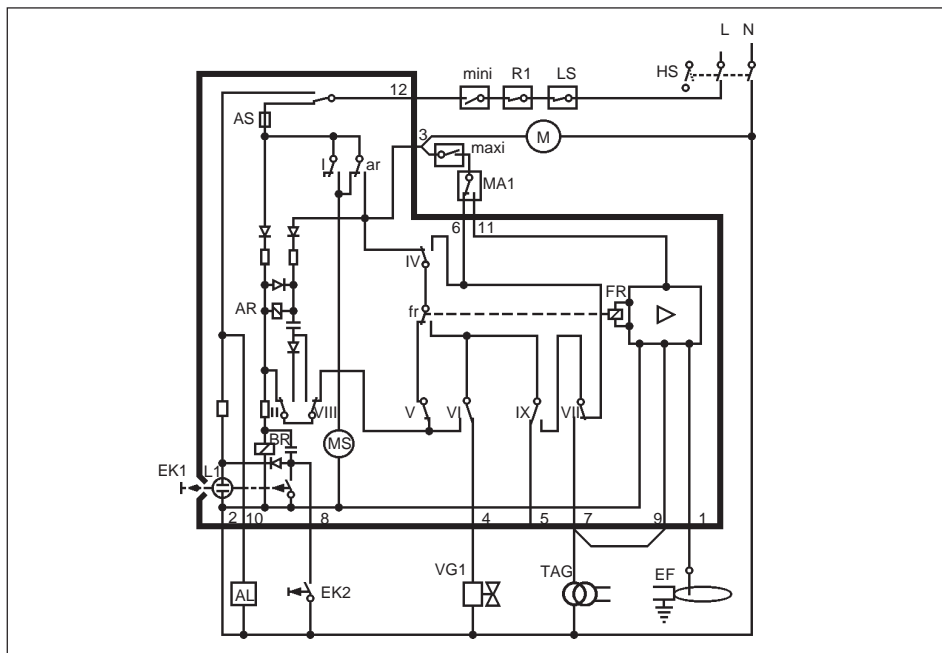 L N
HS
mini R1 LS
12
AS
3
M
maxi
I ar
MA1
6 11
IV
FR
AR
fr
II VIII
V VI IX VII
BR
MS
EK1 L1
2 10 8 4 5 7 9 1
VG1 TAG EF
AL EK2